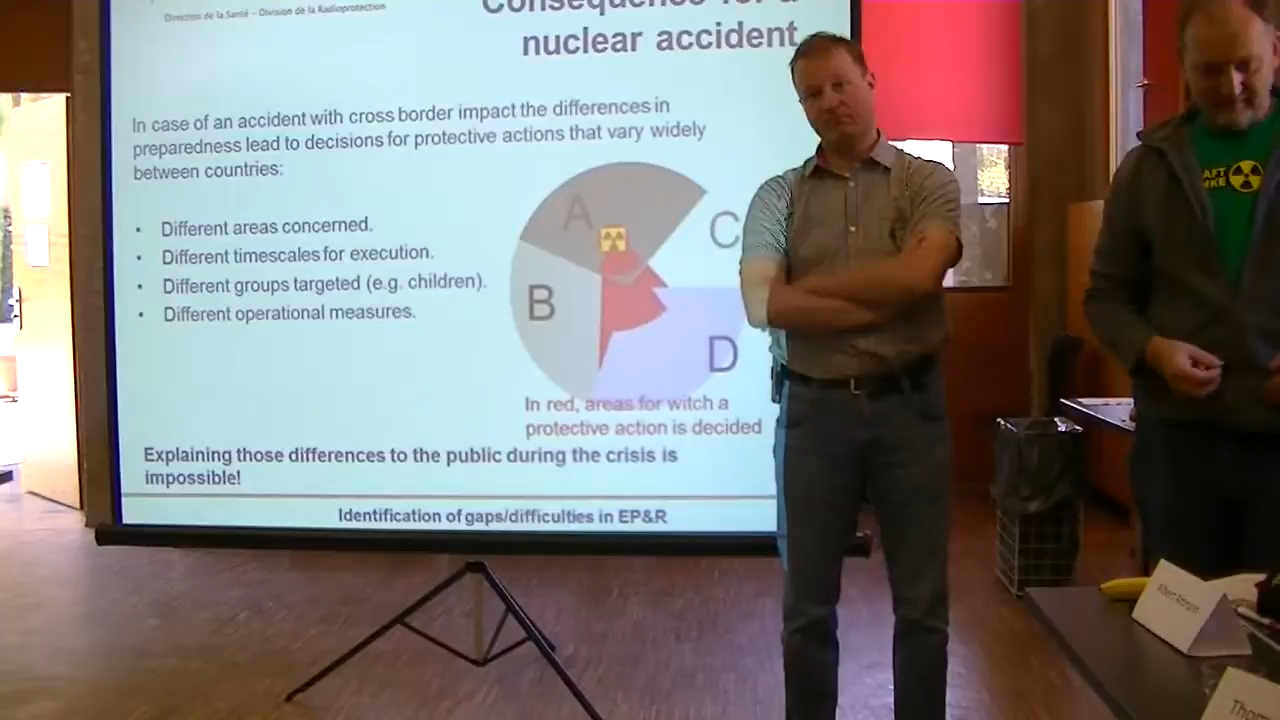 Direction de la Santé – Division de la Radioprotection
nuclear accident
In case of an accident with cross border impact the differences in
preparedness lead to decisions for protective actions that vary widely
between countries:
• Different areas concerned.
• Different timescales for execution.
• Different groups targeted (e.g. children).
• Different operational measures.
A
B
C
D
In red, areas for witch a
protective action is decided
Explaining those differences to the public during the crisis is
impossible!
Identification of gaps/difficulties in EP&R
Albert